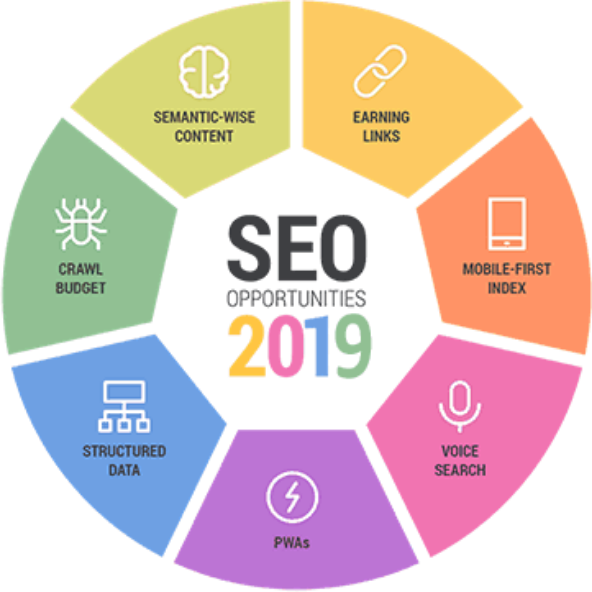 SEMANTIC-WISE
CONTENT
EARNING
LINKS
CRAWL
BUDGET
SEO
OPPORTUNITIES
2019
MOBILE-FIRST
INDEX
STRUCTURED
DATA
VOICE
SEARCH
PWAs